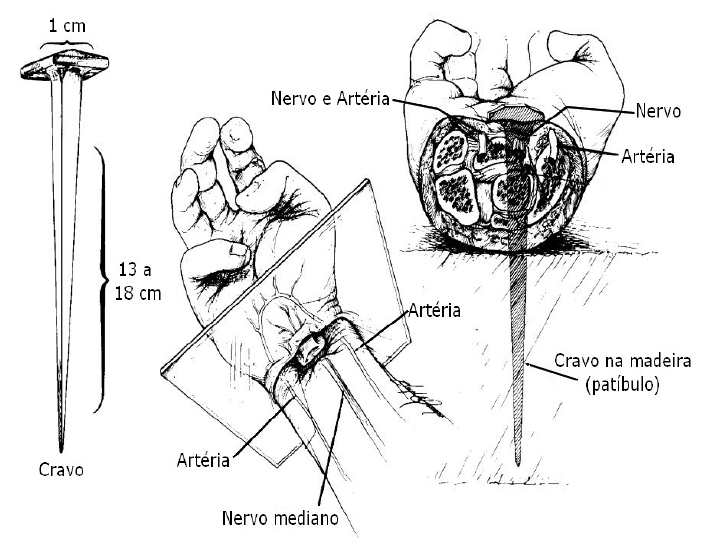 1 cm
13 a
18 cm
Cravo
Nervo e Artéria
Nervo
Artéria
Artéria
Artéria
Nervo mediano
Cravo na madeira
(patíbulo)